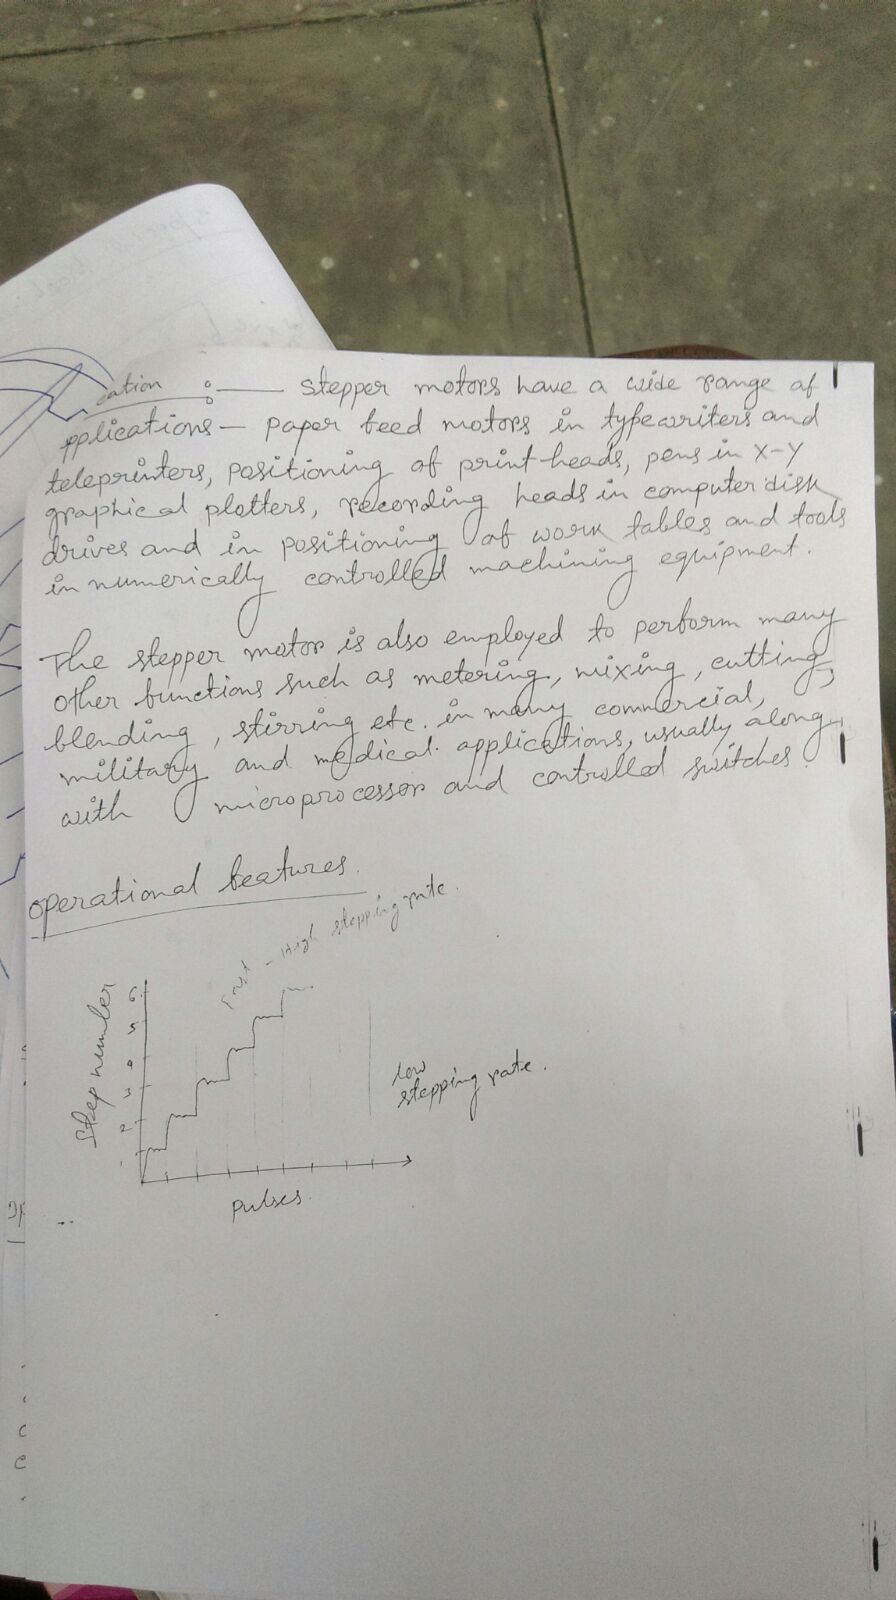 cation :— stepper motors have a wide range of
pplications — paper feed motors in typewriters and
teleprinters, positioning of print heads, pens in X-Y
graphical plotters, recording heads in computer disk
drives and in positioning of work tables and tools
in numerically controlled machining equipment.
The stepper motor is also employed to perform many
other functions such as metering, mixing, cutting,
blending, stirring etc. in many commercial,
military and medical applications, usually along
with microprocessor and controlled switches.
operational features.
Fast - High stepping rate.
Step number
6
5
4
3
2
1
low
stepping rate.
pulses.